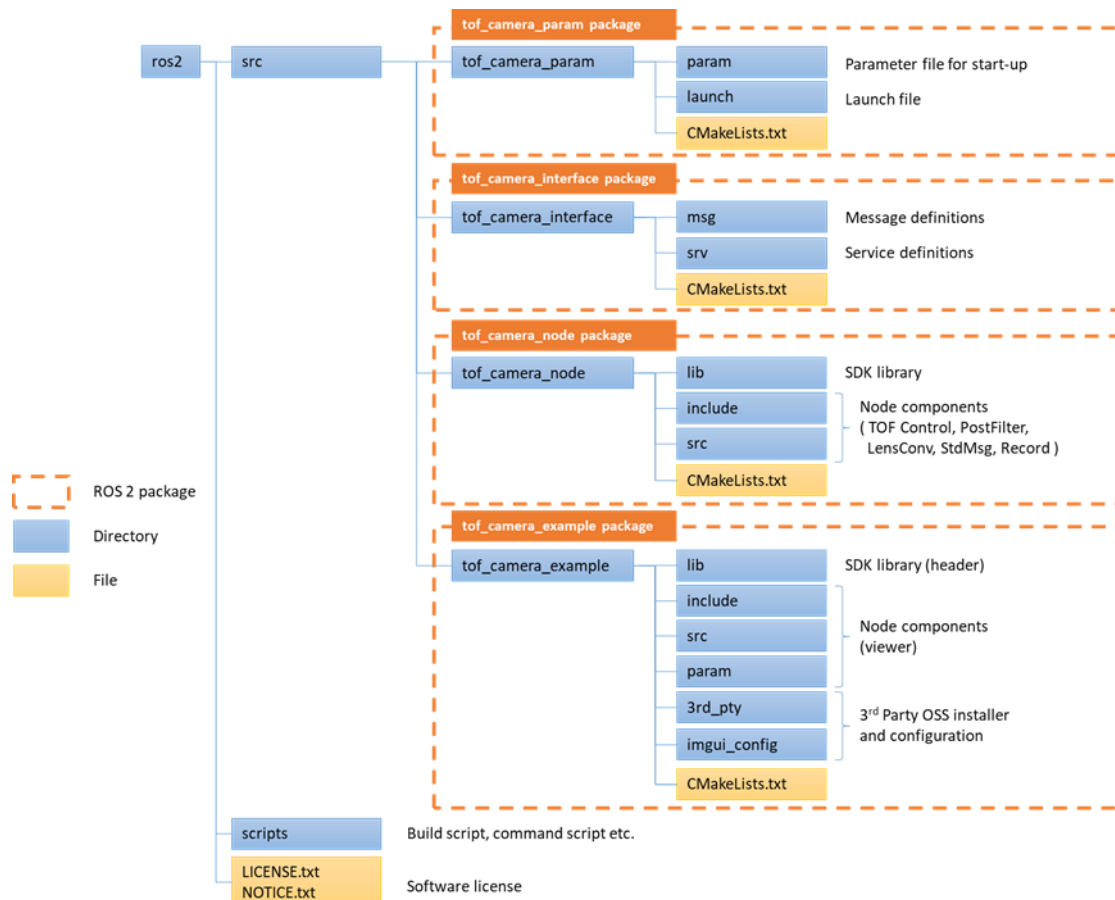 tof_camera_param package
ros2
src
tof_camera_param
param
Parameter file for start-up
launch
Launch file
CMakeLists.txt
tof_camera_interface package
tof_camera_interface
msg
Message definitions
srv
Service definitions
CMakeLists.txt
tof_camera_node package
tof_camera_node
lib
SDK library
include
src
Node components
( TOF Control, PostFilter,
LensConv, StdMsg, Record )
CMakeLists.txt
ROS 2 package
Directory
File
tof_camera_example package
tof_camera_example
lib
SDK library (header)
include
src
param
Node components
(viewer)
3rd_pty
imgui_config
3rd Party OSS installer
and configuration
CMakeLists.txt
scripts
Build script, command script etc.
LICENSE.txt
NOTICE.txt
Software license